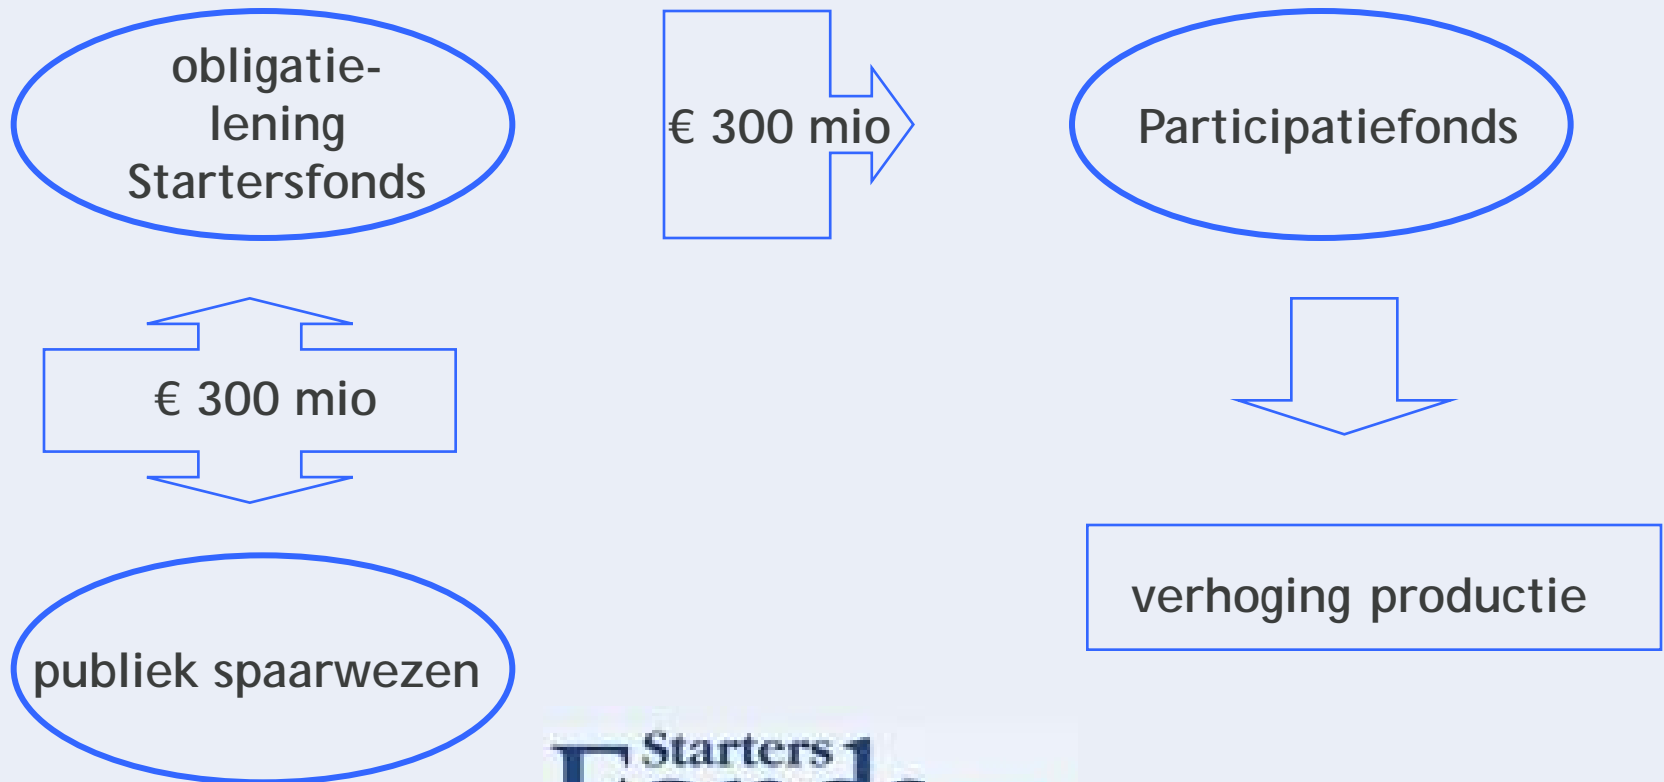 obligatie-
lening
Startersfonds
€ 300 mio
Participatiefonds
€ 300 mio
publiek spaarwezen
verhoging productie
Starters